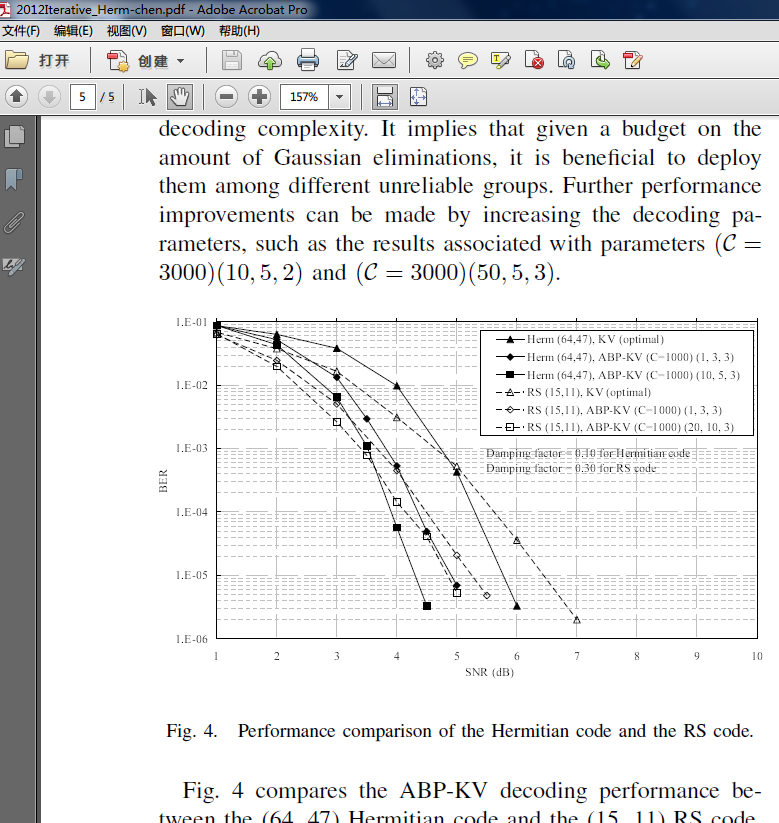 2012Iterative_Herm-chen.pdf - Adobe Acrobat Pro
文件(F) 编辑(E) 视图(V) 窗口(W) 帮助(H)
打开 创建
5 / 5 157%
decoding complexity. It implies that given a budget on the
amount of Gaussian eliminations, it is beneficial to deploy
them among different unreliable groups. Further performance
improvements can be made by increasing the decoding pa-
rameters, such as the results associated with parameters (𝒞 =
3000)(10, 5, 2) and (𝒞 = 3000)(50, 5, 3).
1.E-01
1.E-02
1.E-03
1.E-04
1.E-05
1.E-06
BER
Herm (64,47), KV (optimal)
Herm (64,47), ABP-KV (C=1000) (1, 3, 3)
Herm (64,47), ABP-KV (C=1000) (10, 5, 3)
RS (15,11), KV (optimal)
RS (15,11), ABP-KV (C=1000) (1, 3, 3)
RS (15,11), ABP-KV (C=1000) (20, 10, 3)
Damping factor = 0.10 for Hermitian code
Damping factor = 0.30 for RS code
1 2 3 4 5 6 7 8 9 10
SNR (dB)
Fig. 4. Performance comparison of the Hermitian code and the RS code.
Fig. 4 compares the ABP-KV decoding performance be-
tween the (64, 47) Hermitian code and the (15, 11) RS code